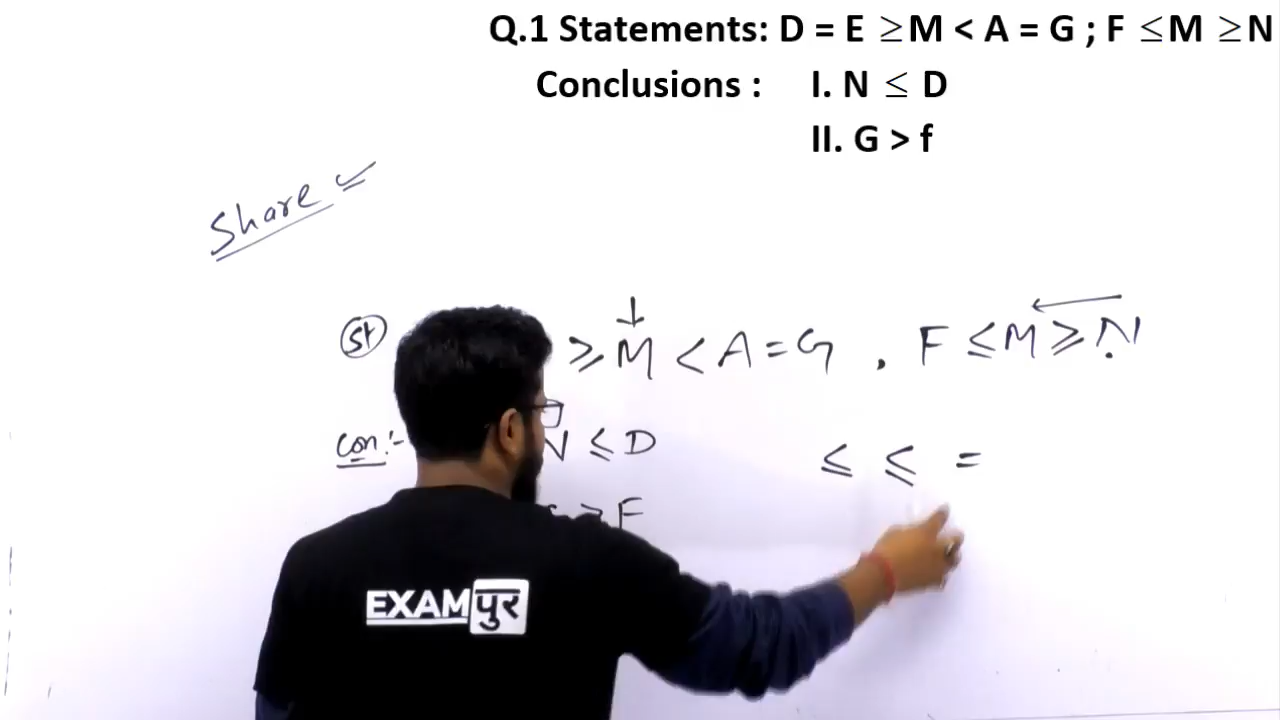 Q.1 Statements: D = E ≥M < A = G ; F ≤M ≥N
Conclusions : I. N ≤ D
II. G > f
Share ✓
St ≥ M < A = G , F ≤ M ≥ N
Con:- N ≤ D ≤ ≤ =
> F
EXAMपुर